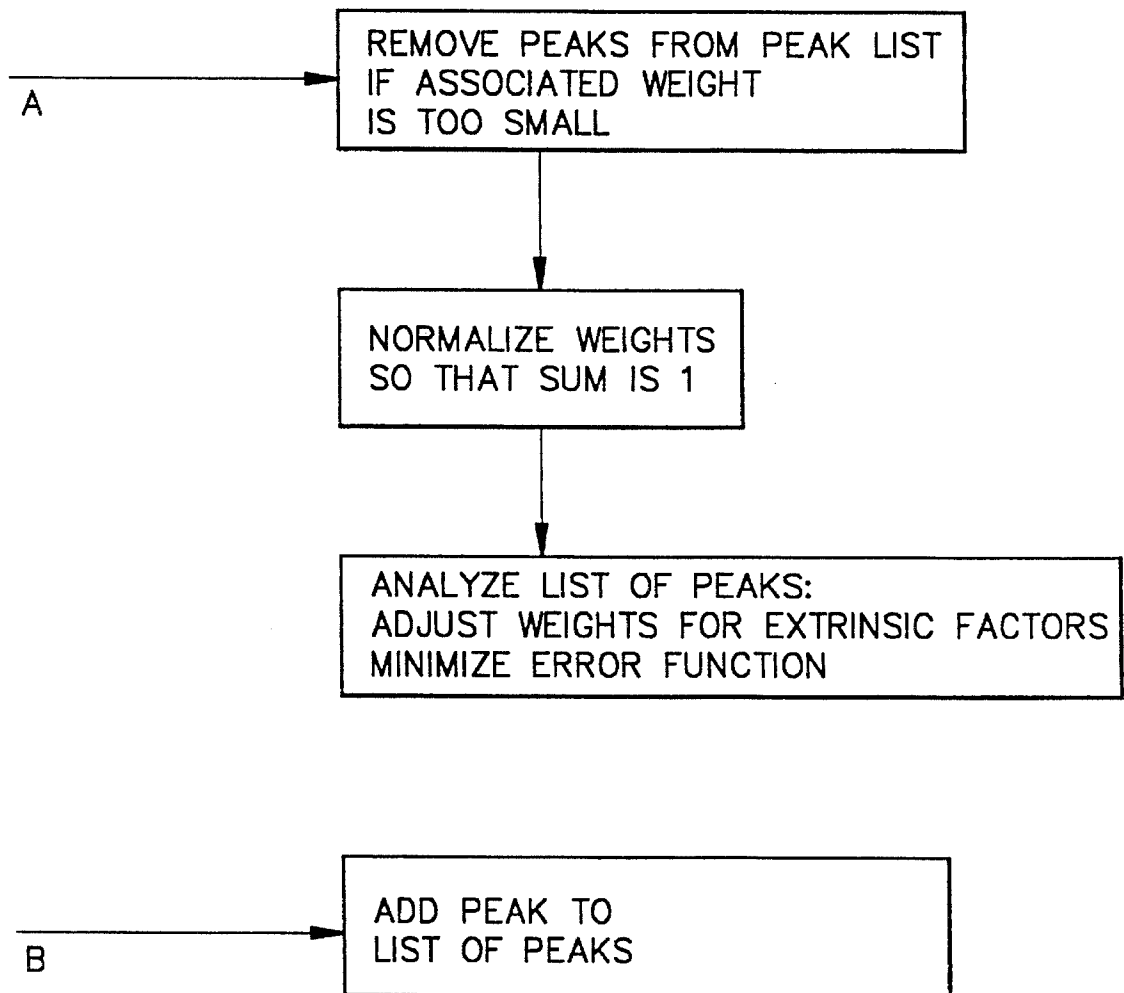 A
REMOVE PEAKS FROM PEAK LIST
IF ASSOCIATED WEIGHT
IS TOO SMALL
NORMALIZE WEIGHTS
SO THAT SUM IS 1
ANALYZE LIST OF PEAKS:
ADJUST WEIGHTS FOR EXTRINSIC FACTORS
MINIMIZE ERROR FUNCTION
B
ADD PEAK TO
LIST OF PEAKS